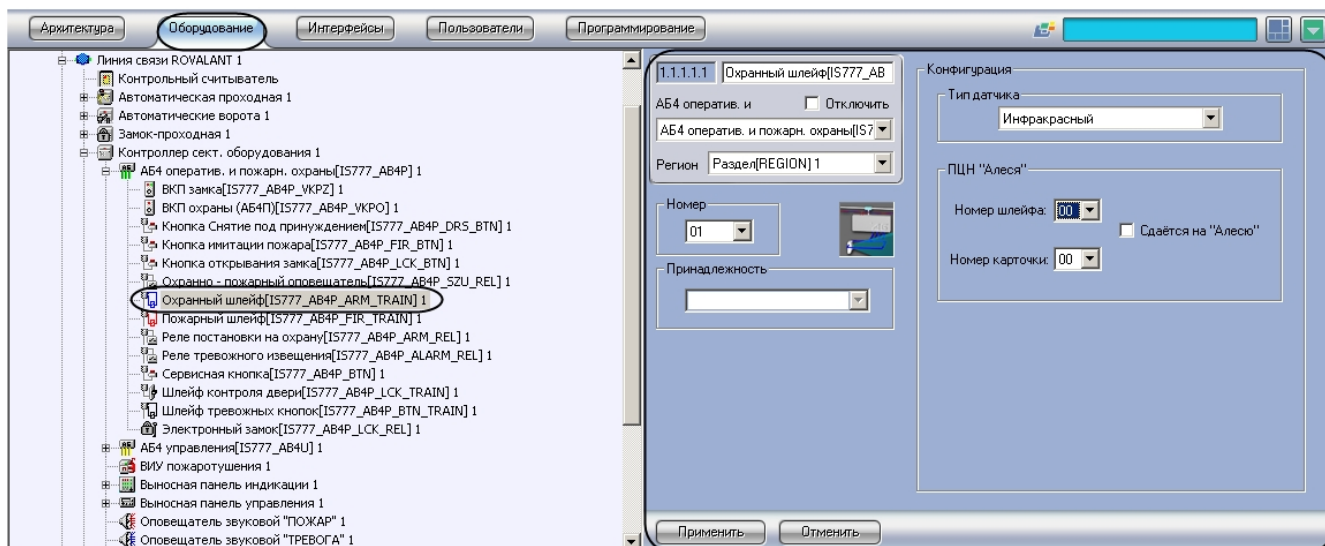 Архитектура Оборудование Интерфейсы Пользователи Программирование
Линия связи ROVALANT 1
Контрольный считыватель
Автоматическая проходная 1
Автоматические ворота 1
Замок-проходная 1
Контроллер сект. оборудования 1
АБ4 оператив. и пожарн. охраны[IS777_AB4P] 1
ВКП замка[IS777_AB4P_VKPZ] 1
ВКП охраны (АБ4П)[IS777_AB4P_VKPO] 1
Кнопка Снятие под принуждением[IS777_AB4P_DRS_BTN] 1
Кнопка имитации пожара[IS777_AB4P_FIR_BTN] 1
Кнопка открывания замка[IS777_AB4P_LCK_BTN] 1
Охранно - пожарный оповещатель[IS777_AB4P_SZU_REL] 1
Охранный шлейф[IS777_AB4P_ARM_TRAIN] 1
Пожарный шлейф[IS777_AB4P_FIR_TRAIN] 1
Реле постановки на охрану[IS777_AB4P_ARM_REL] 1
Реле тревожного извещения[IS777_AB4P_ALARM_REL] 1
Сервисная кнопка[IS777_AB4P_BTN] 1
Шлейф контроля двери[IS777_AB4P_LCK_TRAIN] 1
Шлейф тревожных кнопок[IS777_AB4P_BTN_TRAIN] 1
Электронный замок[IS777_AB4P_LCK_REL] 1
АБ4 управления[IS777_AB4U] 1
ВИУ пожаротушения 1
Выносная панель индикации 1
Выносная панель управления 1
Оповещатель звуковой "ПОЖАР" 1
Оповещатель звуковой "ТРЕВОГА" 1
1.1.1.1.1 Охранный шлейф[IS777_AB
АБ4 оператив. и Отключить
АБ4 оператив. и пожарн. охраны[IS7
Регион Раздел[REGION] 1
Номер
01
Принадлежность
Конфигурация
Тип датчика
Инфракрасный
ПЦН "Алеся"
Номер шлейфа: 00
Сдаётся на "Алесю"
Номер карточки: 00
Применить Отменить